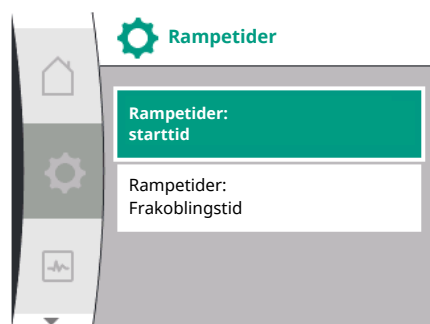 Rampetider
Rampetider:
starttid
Rampetider:
Frakoblingstid